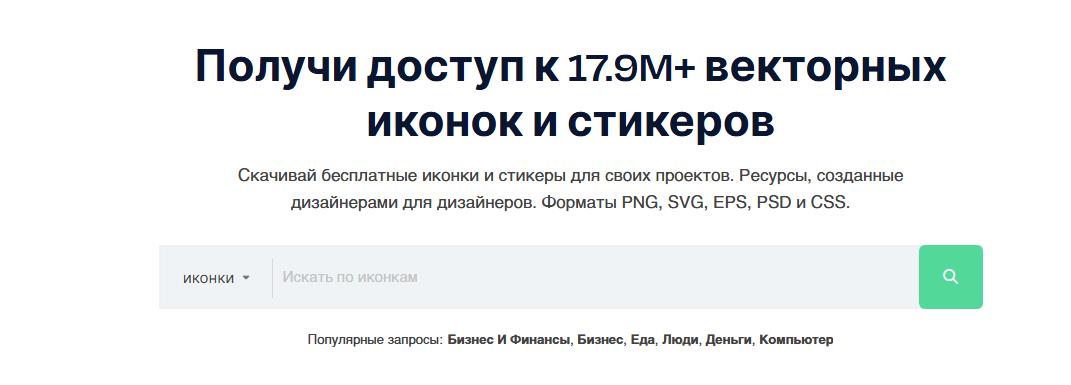 Получи доступ к 17.9M+ векторных
иконок и стикеров
Скачивай бесплатные иконки и стикеры для своих проектов. Ресурсы, созданные
дизайнерами для дизайнеров. Форматы PNG, SVG, EPS, PSD и CSS.
иконки Искать по иконкам
Популярные запросы: Бизнес И Финансы, Бизнес, Еда, Люди, Деньги, Компьютер